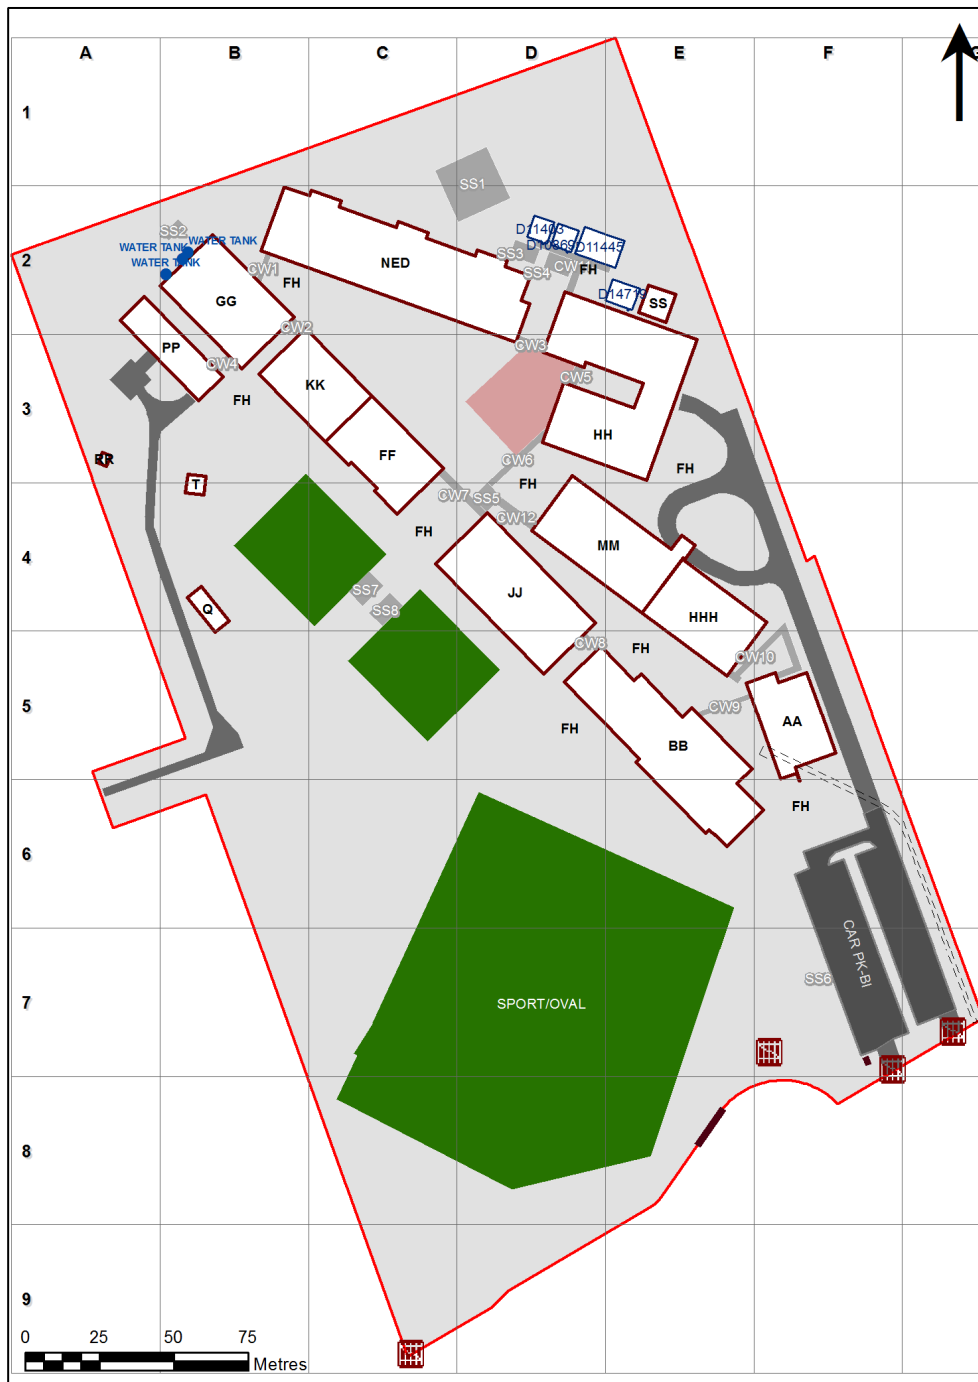 A B C D E F G
1
SS1
SS2
WATER TANK
WATER TANK
WATER TANK
D11403
D11445
SS3
SS4
FH
CW1
NED
2
D14719
SS
GG
FH
CW2
CW3
PP
CW4
CW5
KK
FH
3
HH
FF
RR
CW6
FH
T
FH
CW7
SS5
CW12
FH
MM
4
SS7
JJ
SS8
Q
HHH
CW8
FH
CW10
CW9
5
AA
FH
BB
FH
6
CAR PK-BI
SS6
7
SPORT/OVAL
8
9
0 25 50 75
Metres